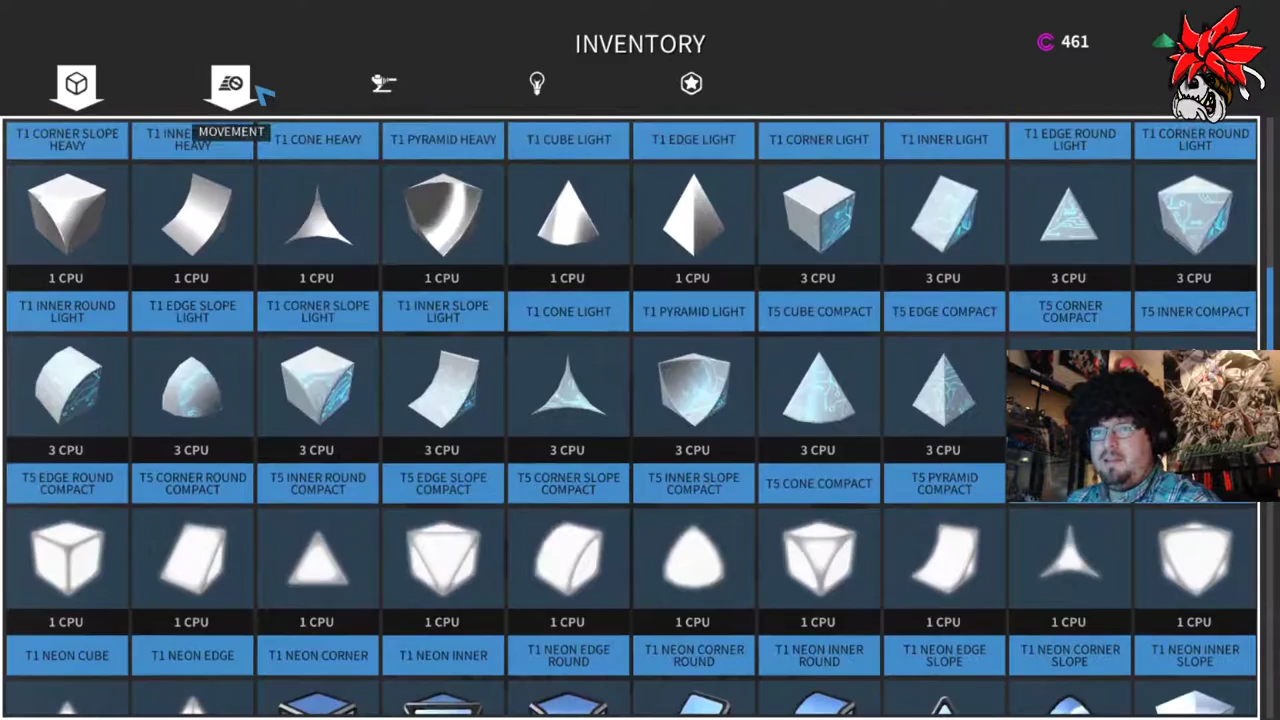 INVENTORY
461
MOVEMENT
T1 CORNER SLOPE HEAVY
T1 INNE
HEAVY
T1 CONE HEAVY
T1 PYRAMID HEAVY
T1 CUBE LIGHT
T1 EDGE LIGHT
T1 CORNER LIGHT
T1 INNER LIGHT
T1 EDGE ROUND LIGHT
T1 CORNER ROUND LIGHT
1 CPU
1 CPU
1 CPU
1 CPU
1 CPU
1 CPU
3 CPU
3 CPU
3 CPU
3 CPU
T1 INNER ROUND LIGHT
T1 EDGE SLOPE LIGHT
T1 CORNER SLOPE LIGHT
T1 INNER SLOPE LIGHT
T1 CONE LIGHT
T1 PYRAMID LIGHT
T5 CUBE COMPACT
T5 EDGE COMPACT
T5 CORNER COMPACT
T5 INNER COMPACT
3 CPU
3 CPU
3 CPU
3 CPU
3 CPU
3 CPU
3 CPU
3 CPU
T5 EDGE ROUND COMPACT
T5 CORNER ROUND COMPACT
T5 INNER ROUND COMPACT
T5 EDGE SLOPE COMPACT
T5 CORNER SLOPE COMPACT
T5 INNER SLOPE COMPACT
T5 CONE COMPACT
T5 PYRAMID COMPACT
1 CPU
1 CPU
1 CPU
1 CPU
1 CPU
1 CPU
1 CPU
1 CPU
1 CPU
1 CPU
T1 NEON CUBE
T1 NEON EDGE
T1 NEON CORNER
T1 NEON INNER
T1 NEON EDGE ROUND
T1 NEON CORNER ROUND
T1 NEON INNER ROUND
T1 NEON EDGE SLOPE
T1 NEON CORNER SLOPE
T1 NEON INNER SLOPE